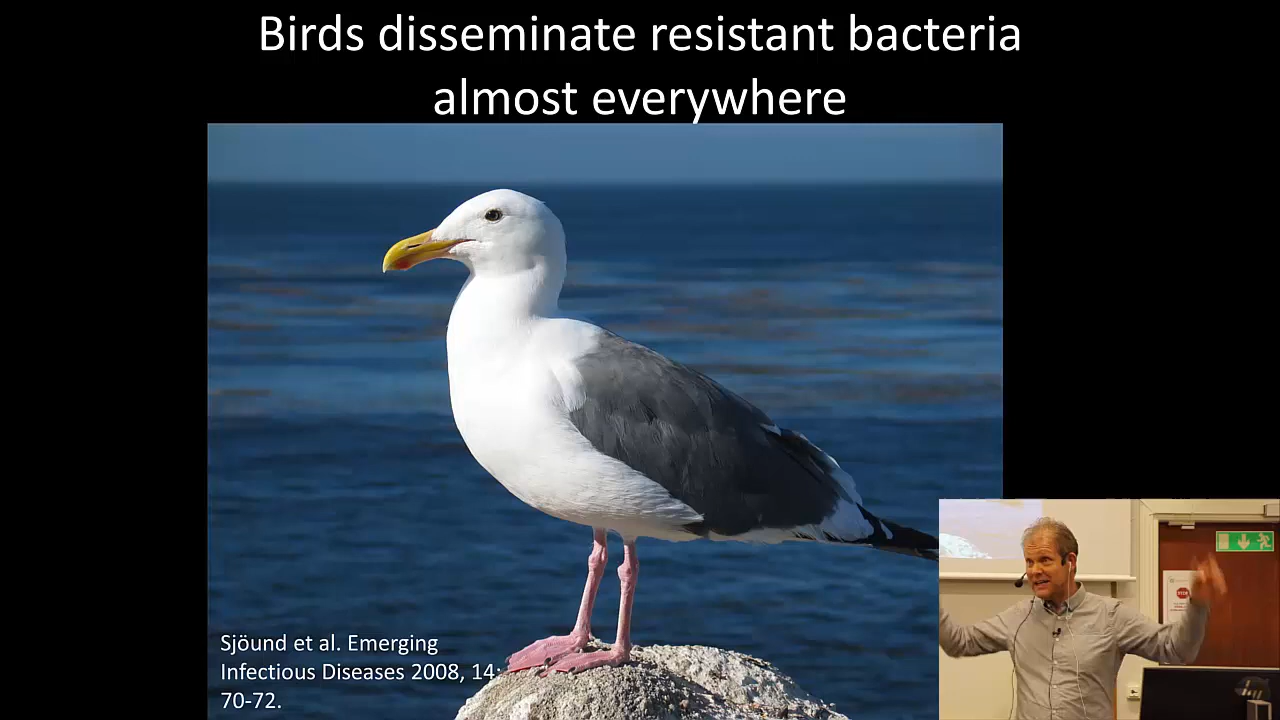 Birds disseminate resistant bacteria
almost everywhere
Sjöund et al. Emerging
Infectious Diseases 2008, 14:
70-72.